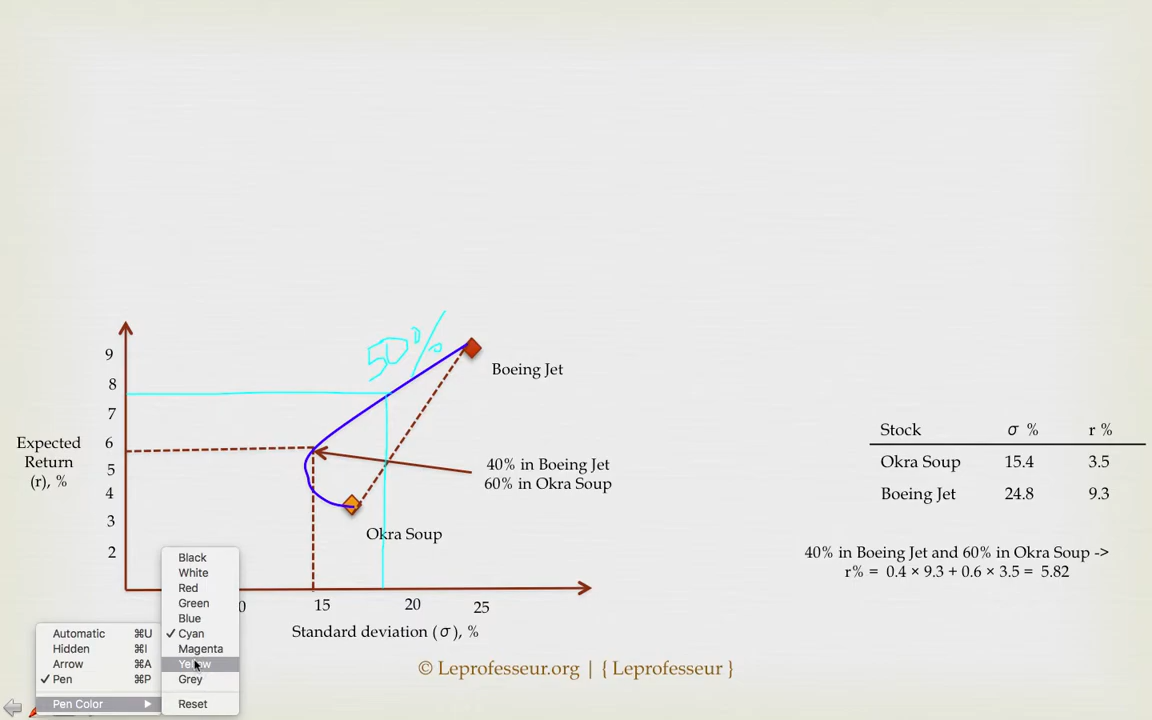 50%
9
Boeing Jet
8
7
6
Expected
Return
(r), %
5
4
3
2
40% in Boeing Jet
60% in Okra Soup
Okra Soup
0
15
20
25
Standard deviation (σ), %
Stock σ % r %
Okra Soup 15.4 3.5
Boeing Jet 24.8 9.3
40% in Boeing Jet and 60% in Okra Soup ->
r% = 0.4 × 9.3 + 0.6 × 3.5 = 5.82
Automatic ⌘U
Hidden ⌘I
Arrow ⌘A
✓ Pen ⌘P
Pen Color ▶
Black
White
Red
Green
Blue
✓ Cyan
Magenta
Yellow
Grey
Reset
© Leprofesseur.org | { Leprofesseur }